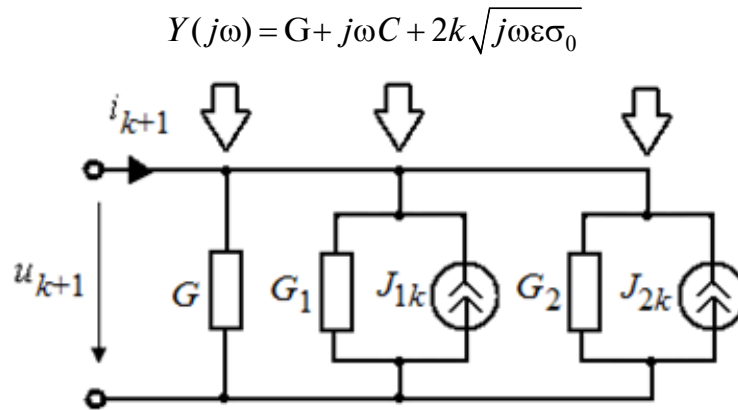 Y(jω) = G + jωC + 2k√(jωεσ₀)
i_{k+1}
u_{k+1}
G
G₁
J_{1k}
G₂
J_{2k}